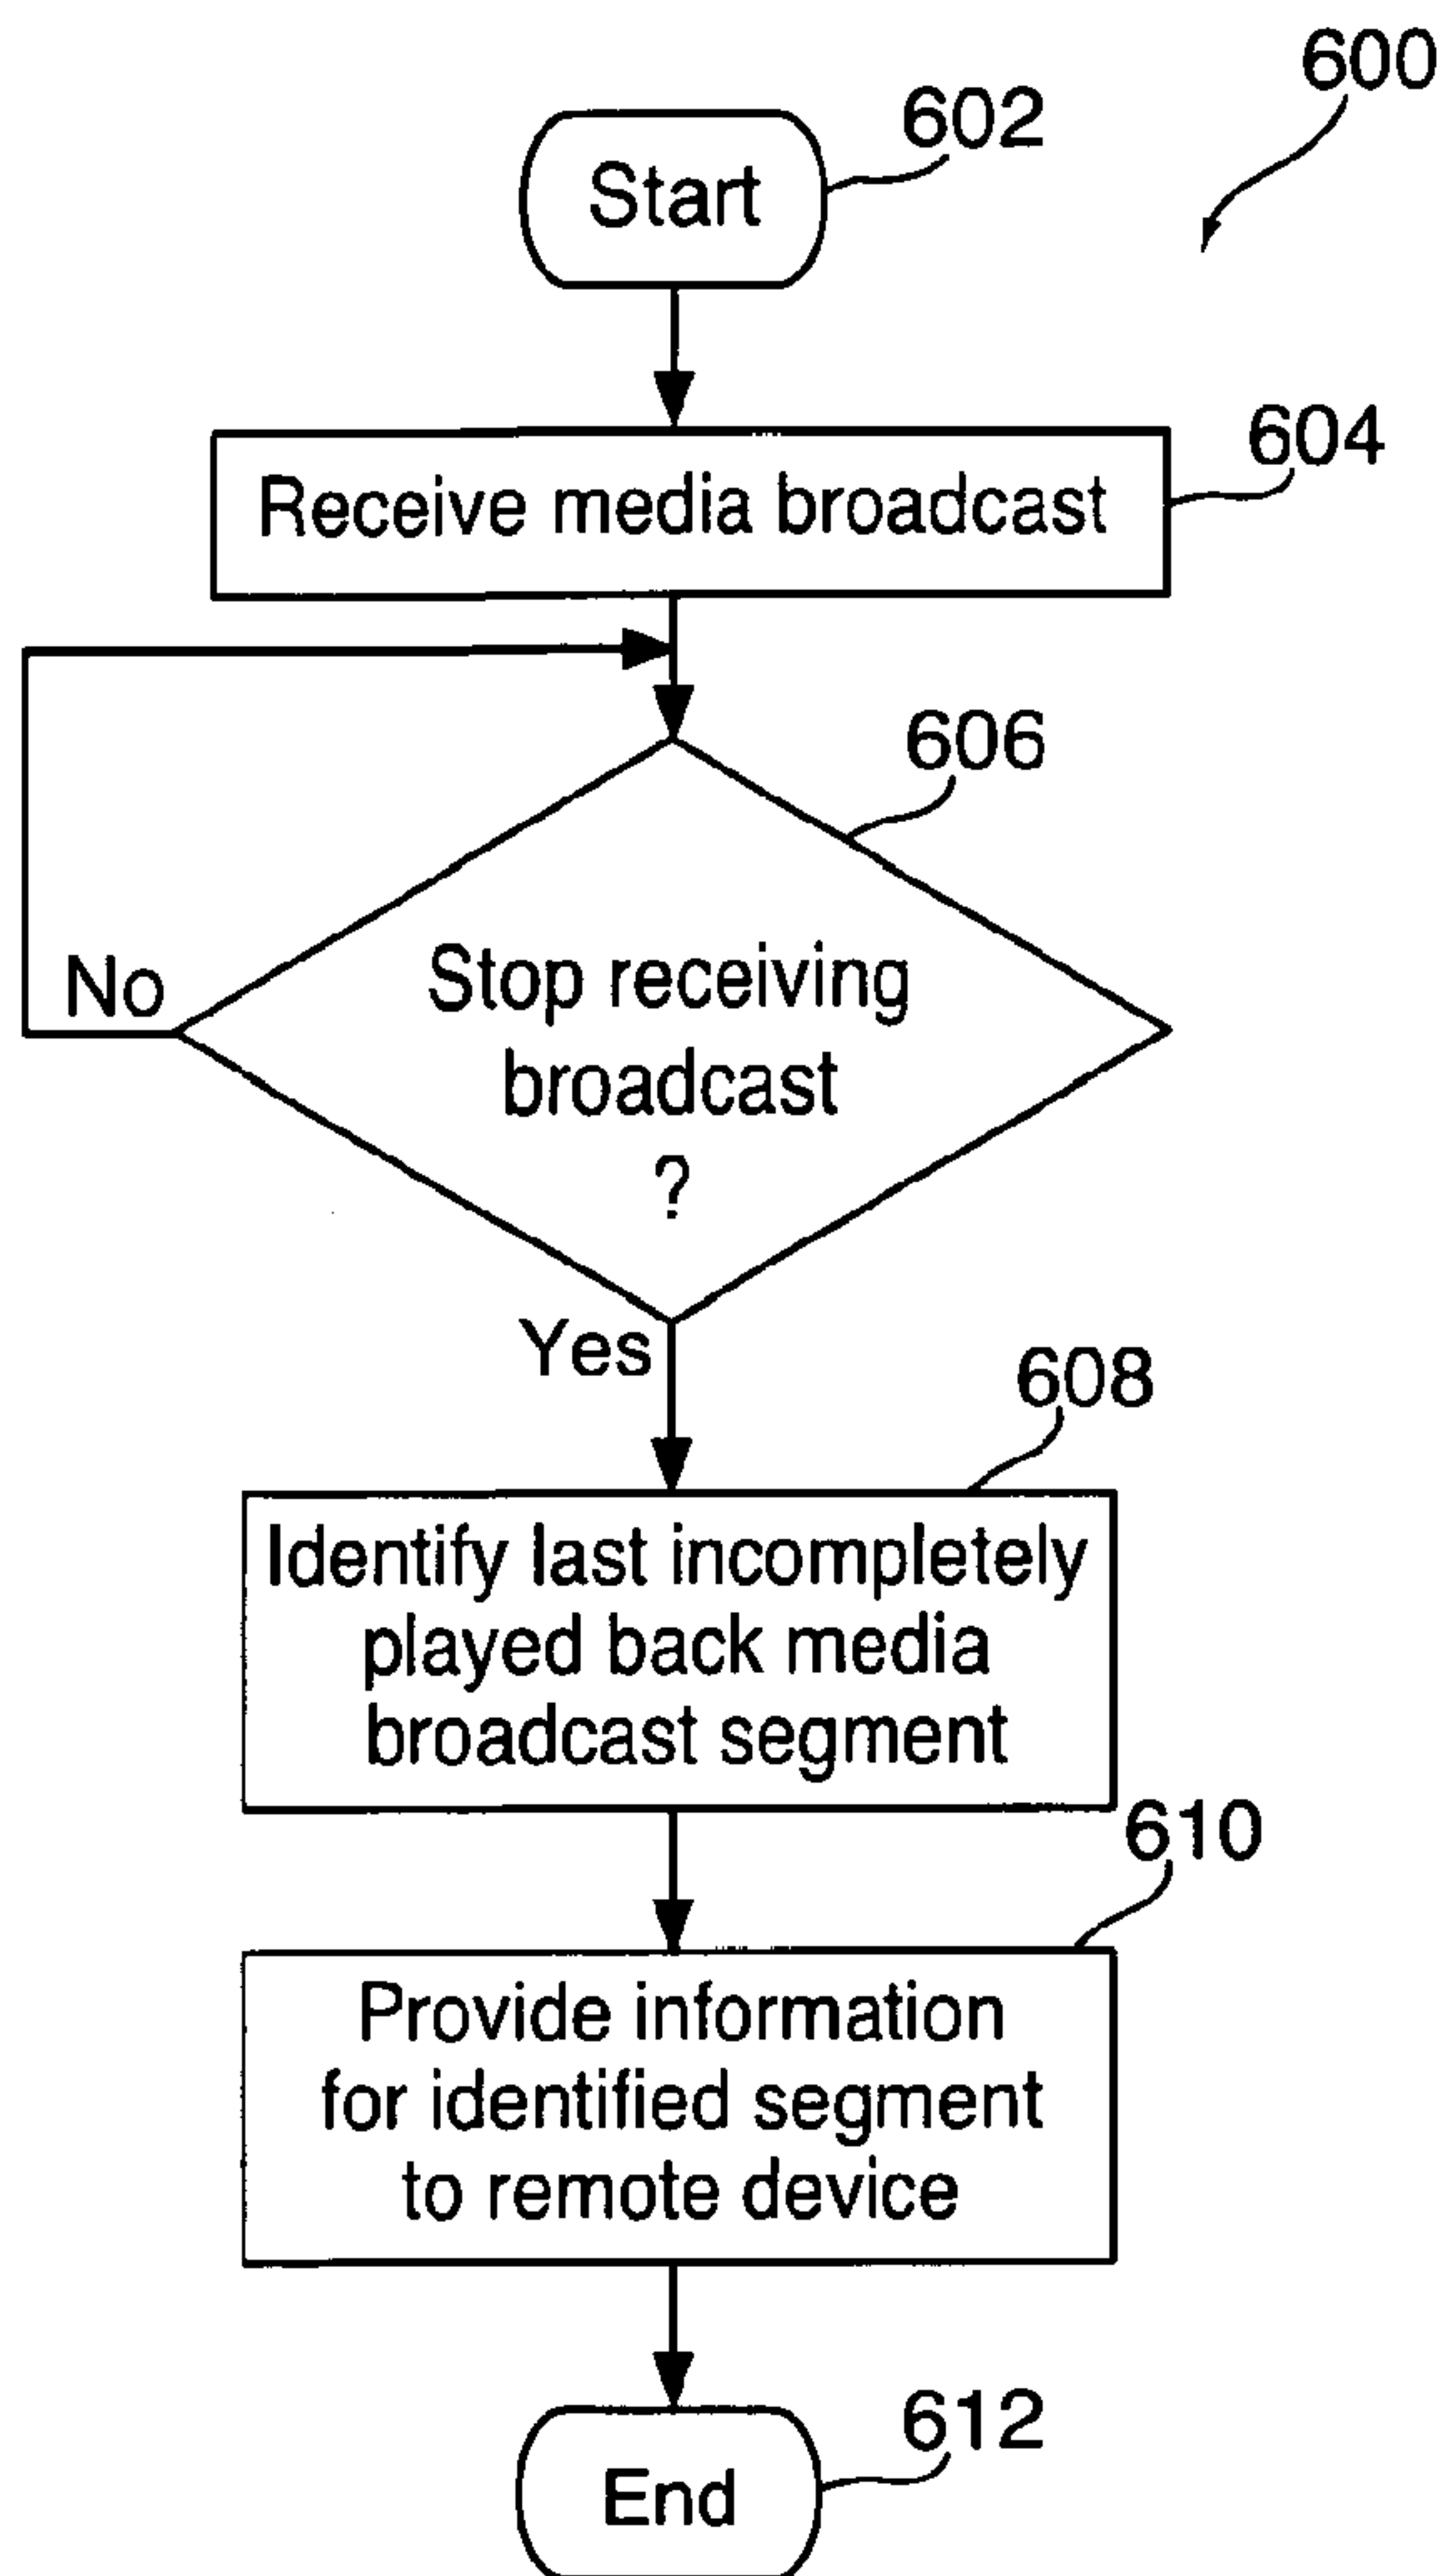 600
602
Start
604
Receive media broadcast
606
No
Stop receiving
broadcast
?
Yes
608
Identify last incompletely
played back media
broadcast segment
610
Provide information
for identified segment
to remote device
612
End